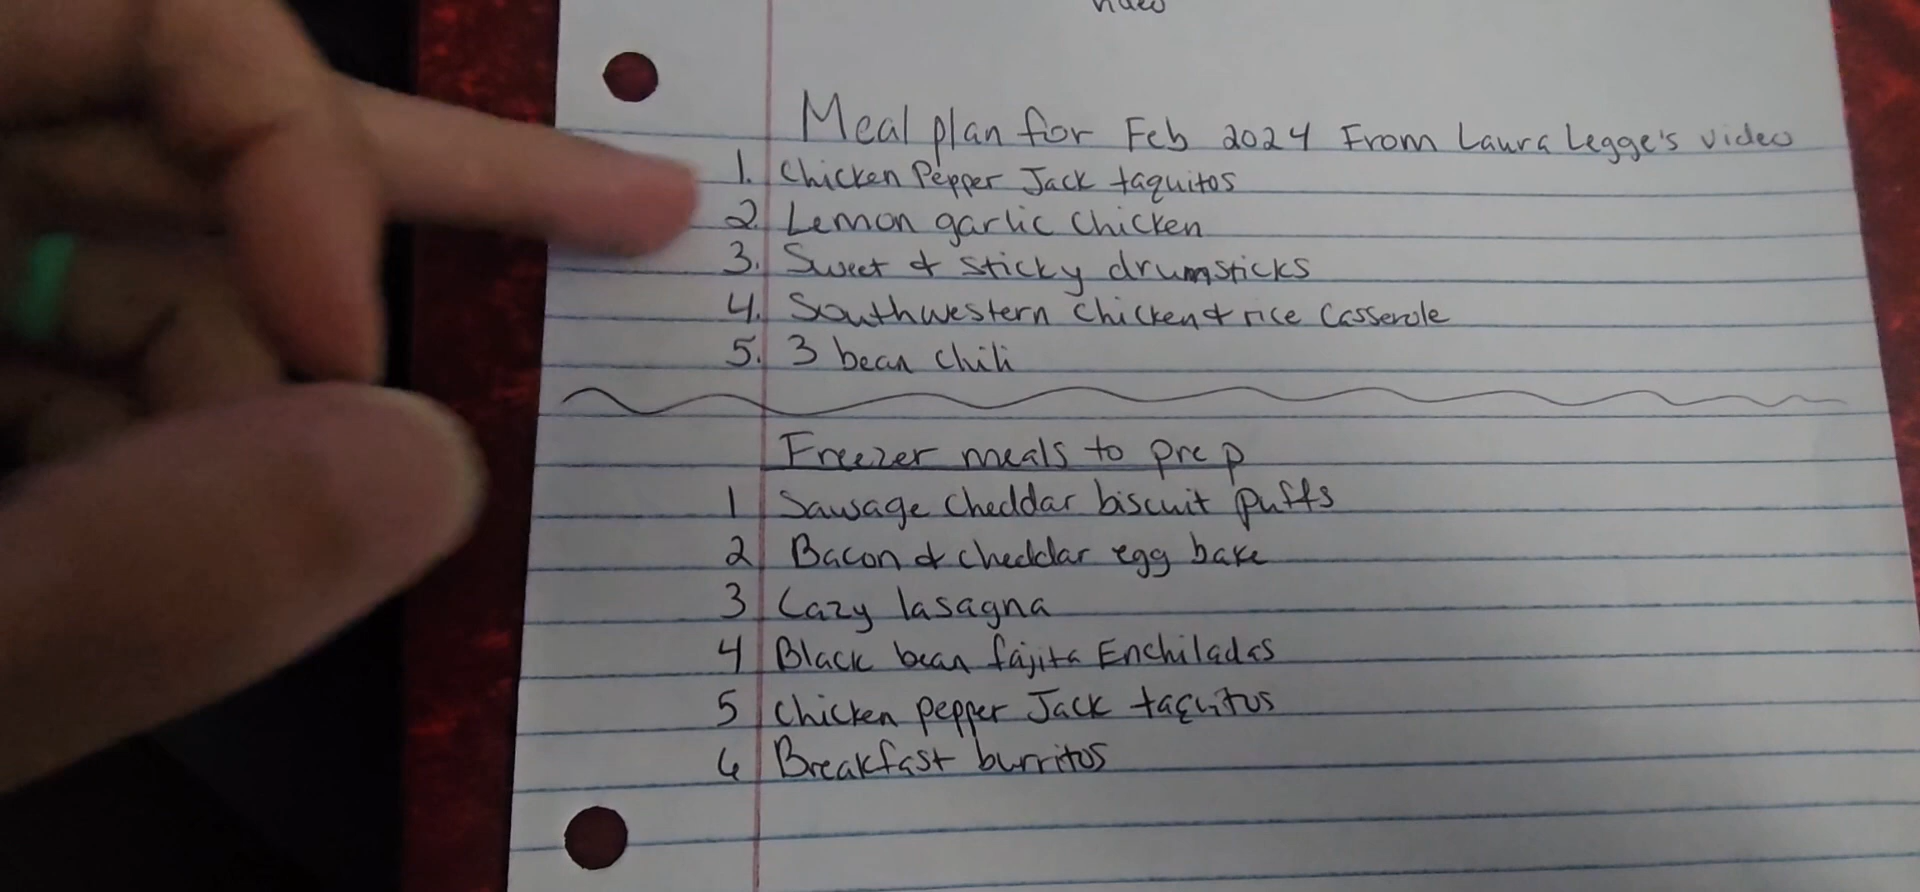 video
Meal plan for Feb 2024 From Laura Legge's video
1. Chicken Pepper Jack taquitos
2. Lemon garlic chicken
3. Sweet & sticky drumsticks
4. Southwestern chicken & rice casserole
5. 3 bean chili
Freezer meals to prep
1 Sausage cheddar biscuit puffs
2 Bacon & cheddar egg bake
3 Lazy lasagna
4 Black bean fajita Enchiladas
5 Chicken pepper Jack taquitos
6 Breakfast burritos